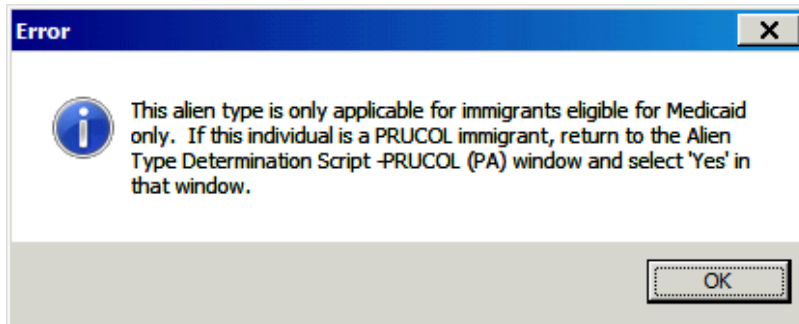 Error
This alien type is only applicable for immigrants eligible for Medicaid
only. If this individual is a PRUCOL immigrant, return to the Alien
Type Determination Script -PRUCOL (PA) window and select 'Yes' in
that window.
OK